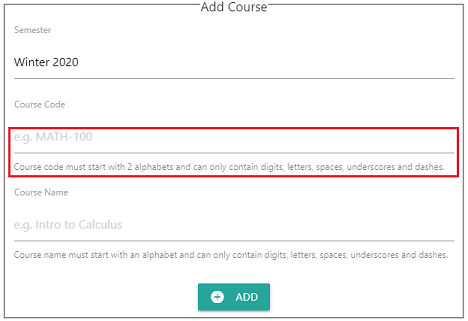 Add Course
Semester
Winter 2020
Course Code
e.g. MATH-100
Course code must start with 2 alphabets and can only contain digits, letters, spaces, underscores and dashes.
Course Name
e.g. Intro to Calculus
Course name must start with an alphabet and can only contain digits, letters, spaces, underscores and dashes.
ADD